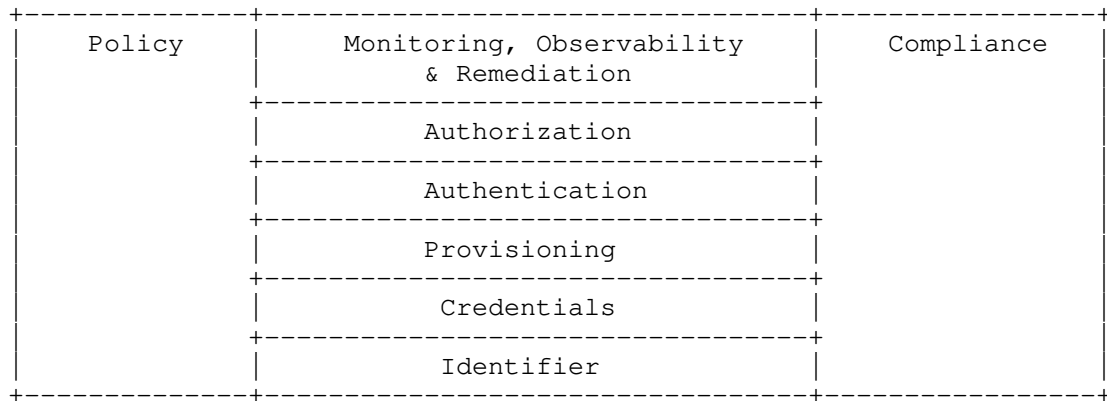 Policy Monitoring, Observability Compliance
& Remediation
Authorization
Authentication
Provisioning
Credentials
Identifier